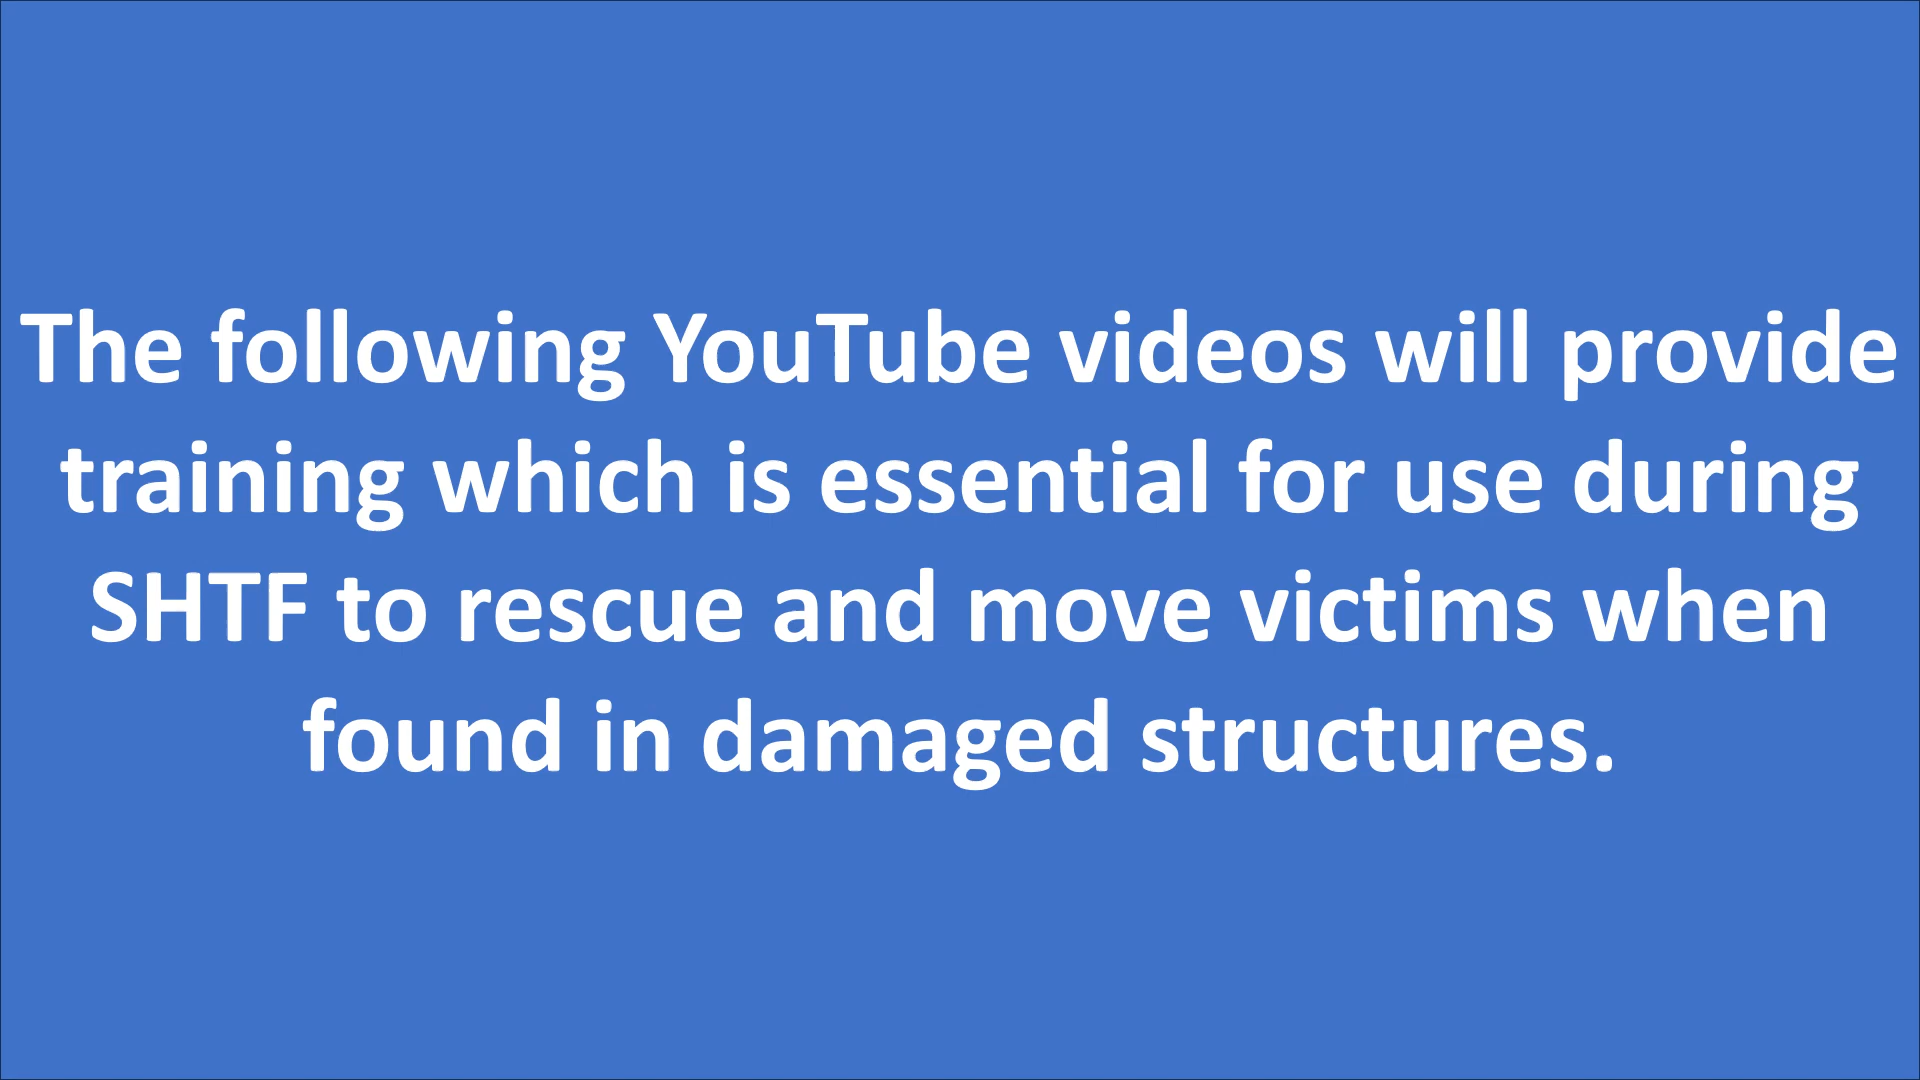 The following YouTube videos will provide
training which is essential for use during
SHTF to rescue and move victims when
found in damaged structures.